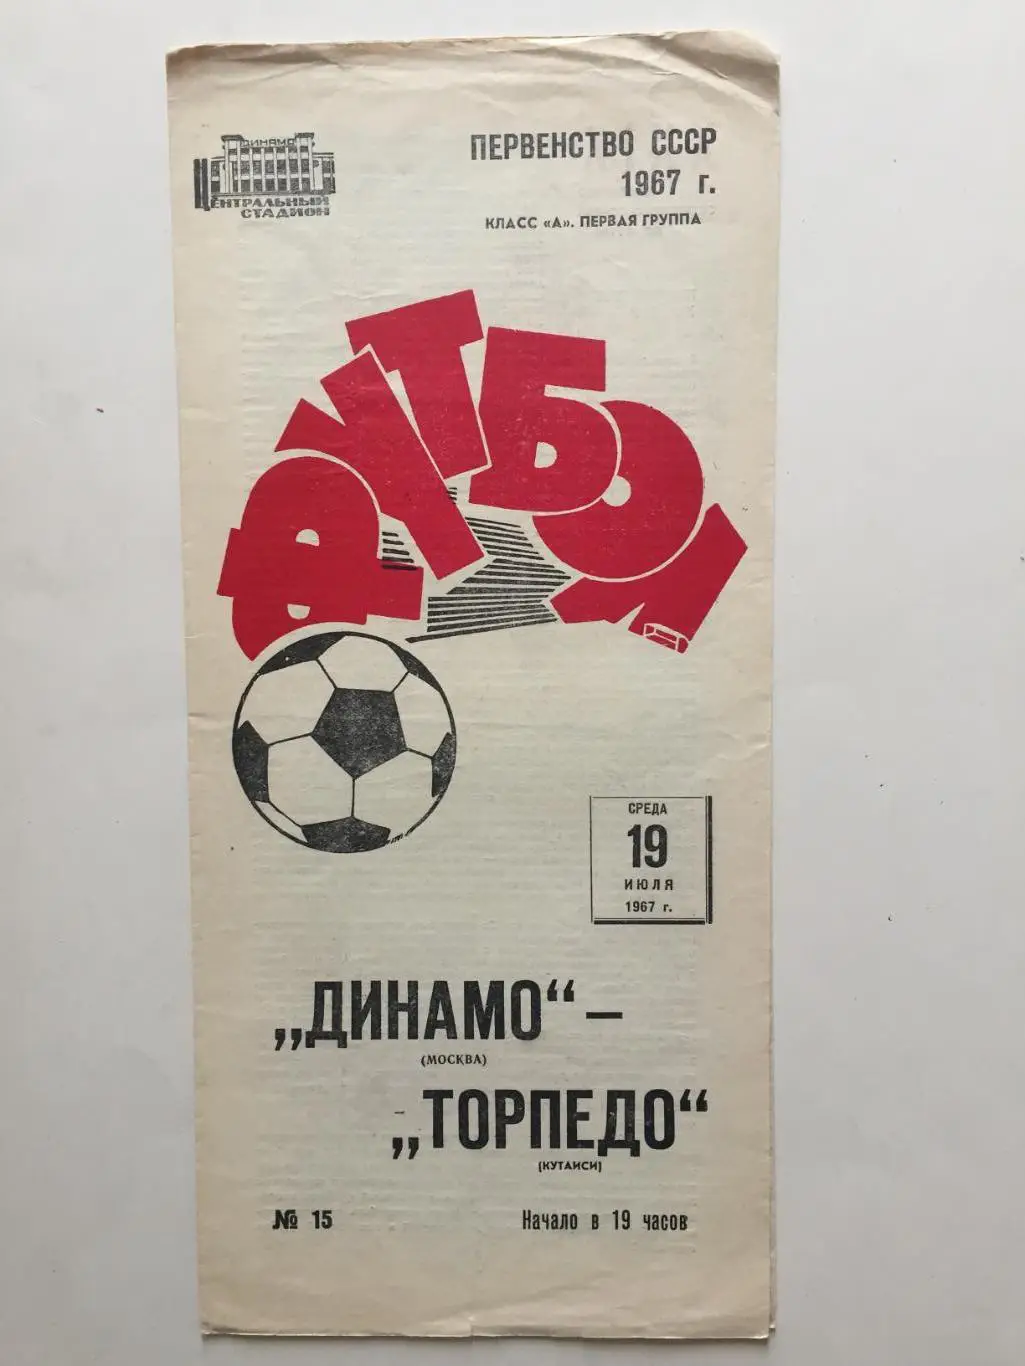 ДИНАМО
ЦЕНТРАЛЬНЫЙ
СТАДИОН
ПЕРВЕНСТВО СССР
1967 г.
КЛАСС «А». ПЕРВАЯ ГРУППА
ФУТБОЛ
СРЕДА
19
ИЮЛЯ
1967 г.
„ДИНАМО“ –
(МОСКВА)
„ТОРПЕДО“
(КУТАИСИ)
№ 15 Начало в 19 часов